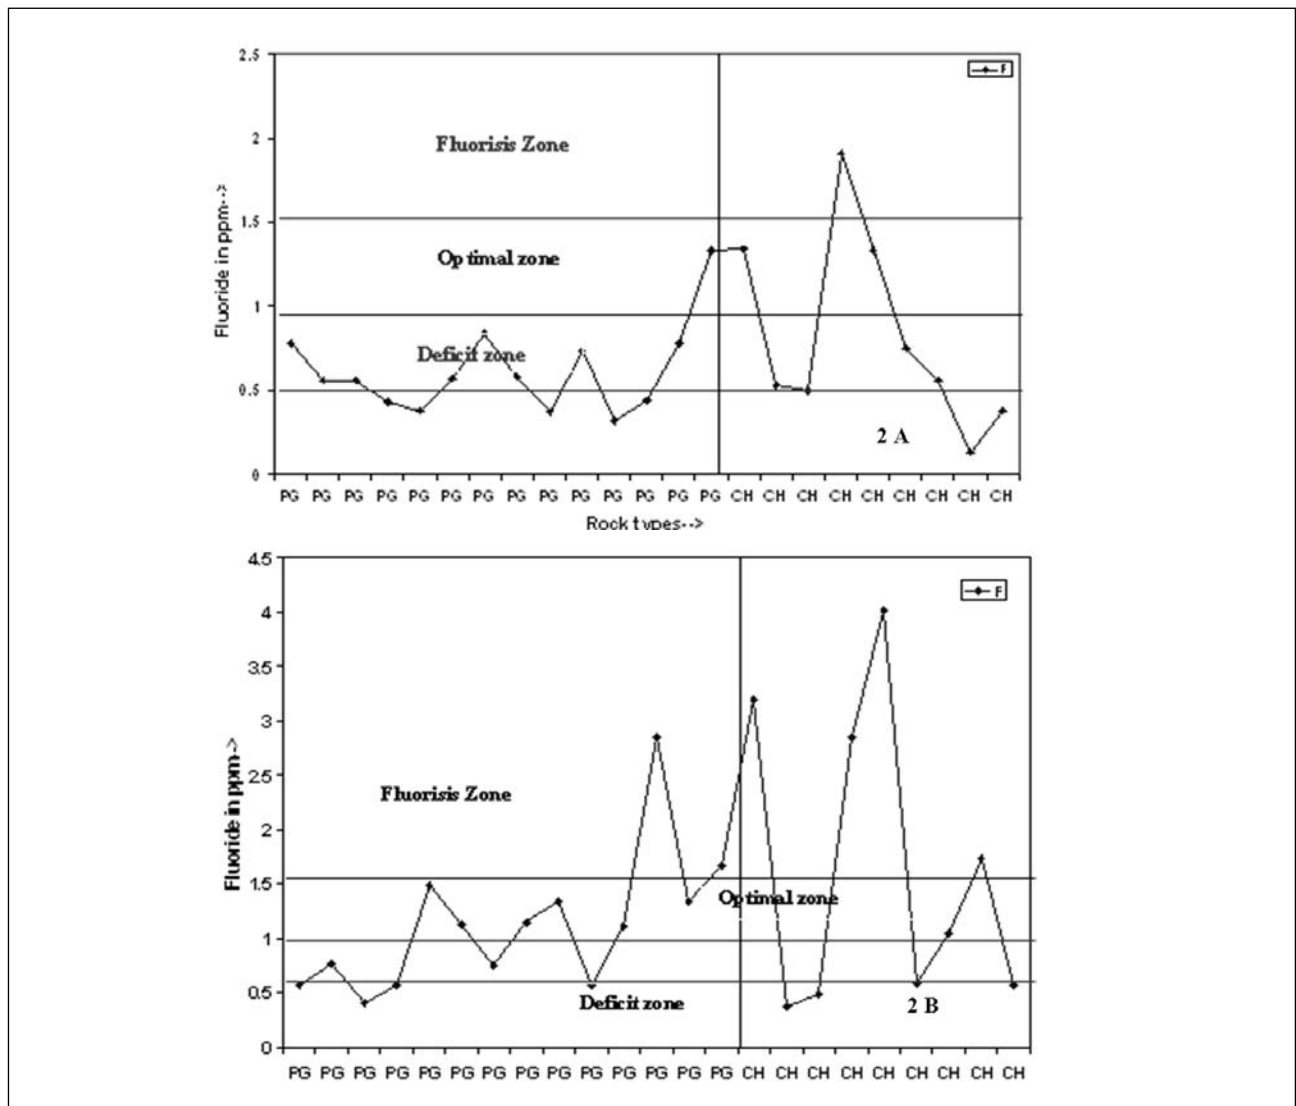 2.5
F
Fluorisis Zone
2
1.5
Optimal zone
Fluoride in ppm-->
1
Deficit zone
0.5
2 A
0
PG PG PG PG PG PG PG PG PG PG PG PG PG PG CH CH CH CH CH CH CH CH CH
Rock types-->
4.5
F
4
3.5
3
2.5
Fluorisis Zone
Fluoride in ppm->
2
1.5
Optimal zone
1
0.5
Deficit zone
2 B
0
PG PG PG PG PG PG PG PG PG PG PG PG PG PG CH CH CH CH CH CH CH CH CH